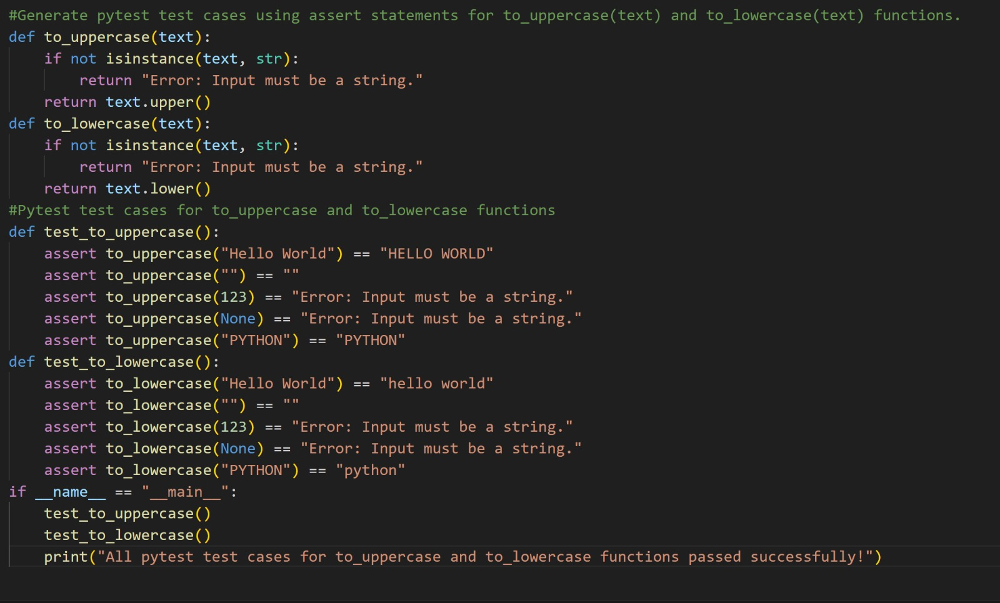 #Generate pytest test cases using assert statements for to_uppercase(text) and to_lowercase(text) functions.
def to_uppercase(text):
    if not isinstance(text, str):
        return "Error: Input must be a string."
    return text.upper()
def to_lowercase(text):
    if not isinstance(text, str):
        return "Error: Input must be a string."
    return text.lower()
#Pytest test cases for to_uppercase and to_lowercase functions
def test_to_uppercase():
    assert to_uppercase("Hello World") == "HELLO WORLD"
    assert to_uppercase("") == ""
    assert to_uppercase(123) == "Error: Input must be a string."
    assert to_uppercase(None) == "Error: Input must be a string."
    assert to_uppercase("PYTHON") == "PYTHON"
def test_to_lowercase():
    assert to_lowercase("Hello World") == "hello world"
    assert to_lowercase("") == ""
    assert to_lowercase(123) == "Error: Input must be a string."
    assert to_lowercase(None) == "Error: Input must be a string."
    assert to_lowercase("PYTHON") == "python"
if __name__ == "__main__":
    test_to_uppercase()
    test_to_lowercase()
    print("All pytest test cases for to_uppercase and to_lowercase functions passed successfully!")